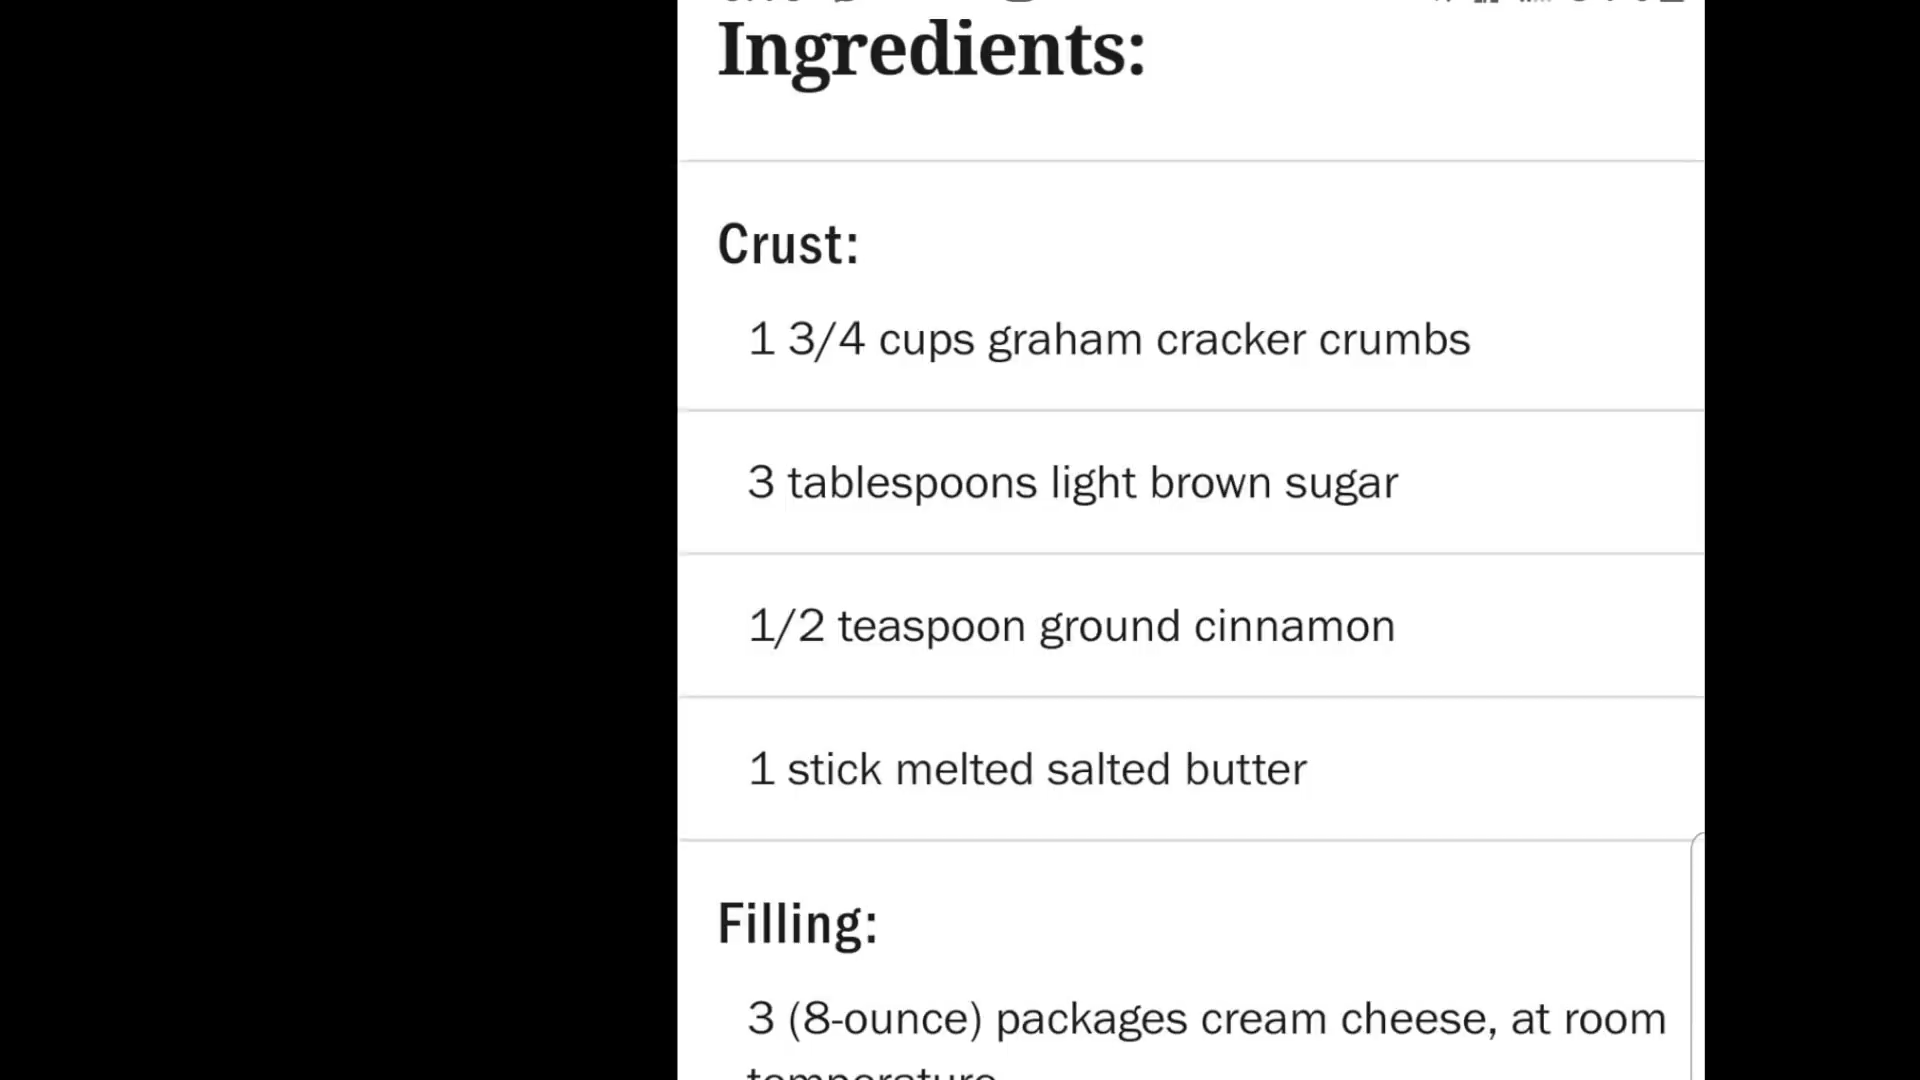 Ingredients:
Crust:
1 3/4 cups graham cracker crumbs
3 tablespoons light brown sugar
1/2 teaspoon ground cinnamon
1 stick melted salted butter
Filling:
3 (8-ounce) packages cream cheese, at room
temperature